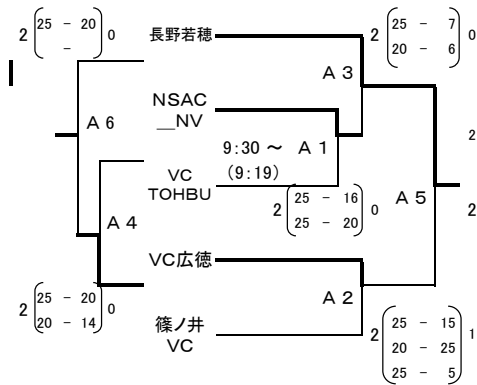 2 25 - 20 0
-
長野若穂
2 25 - 7 0
20 - 6
A 3
A 6
NSAC
__NV
9:30 ～ A 1
(9:19)
2
VC
TOHBU
2 25 - 16 0
25 - 20
A 5
2
A 4
VC広徳
2 25 - 20 0
20 - 14
A 2
篠ノ井
VC
2 25 - 15 1
20 - 25
25 - 5